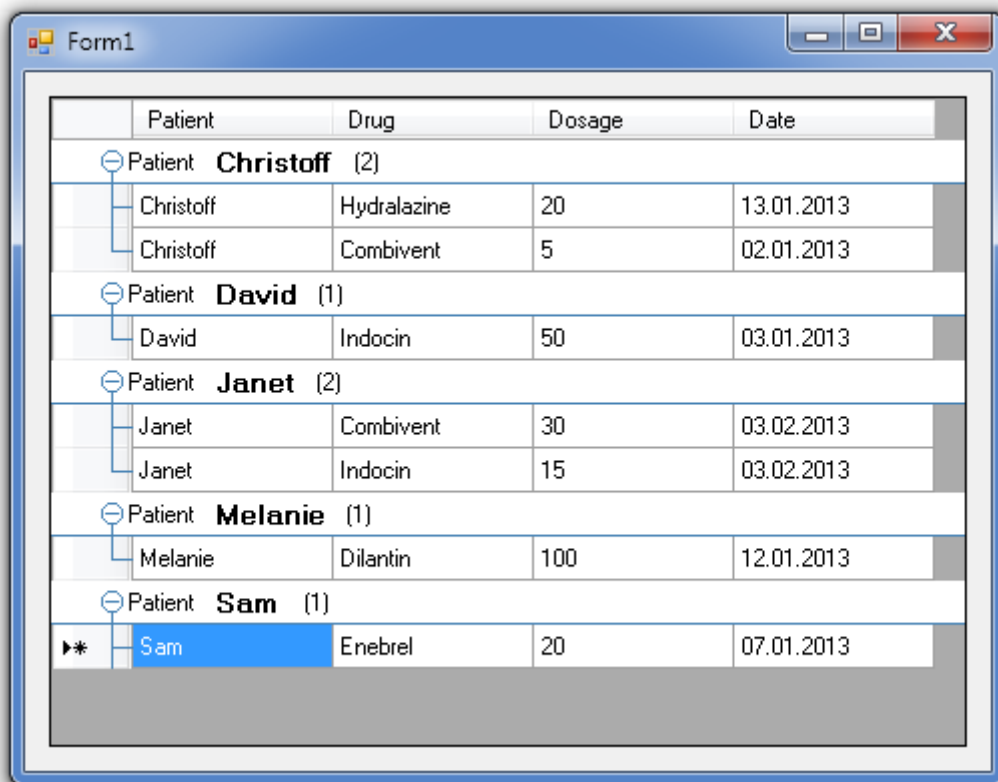 Form1
Patient Drug Dosage Date
Patient Christoff (2)
Christoff Hydralazine 20 13.01.2013
Christoff Combivent 5 02.01.2013
Patient David (1)
David Indocin 50 03.01.2013
Patient Janet (2)
Janet Combivent 30 03.02.2013
Janet Indocin 15 03.02.2013
Patient Melanie (1)
Melanie Dilantin 100 12.01.2013
Patient Sam (1)
Sam Enebrel 20 07.01.2013